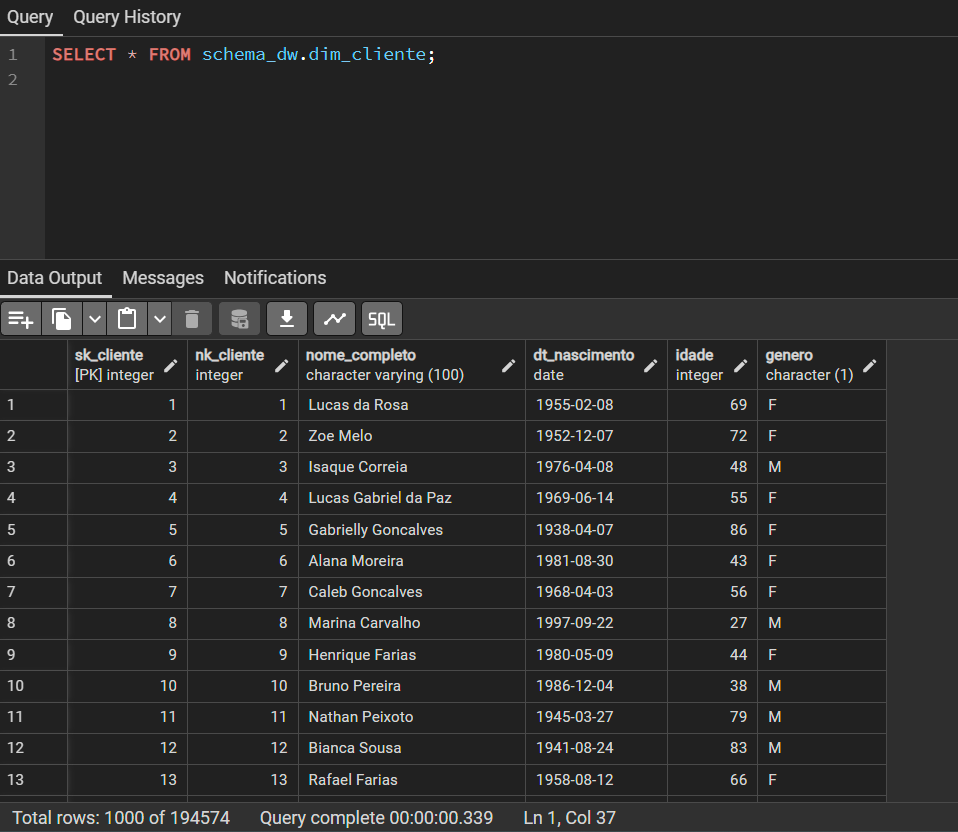 Query Query History
1 SELECT * FROM schema_dw.dim_cliente;
2
Data Output Messages Notifications
SQL
sk_cliente nk_cliente nome_completo dt_nascimento idade genero
[PK] integer integer character varying (100) date integer character (1)
1 1 1 Lucas da Rosa 1955-02-08 69 F
2 2 2 Zoe Melo 1952-12-07 72 F
3 3 3 Isaque Correia 1976-04-08 48 M
4 4 4 Lucas Gabriel da Paz 1969-06-14 55 F
5 5 5 Gabrielly Goncalves 1938-04-07 86 F
6 6 6 Alana Moreira 1981-08-30 43 F
7 7 7 Caleb Goncalves 1968-04-03 56 F
8 8 8 Marina Carvalho 1997-09-22 27 M
9 9 9 Henrique Farias 1980-05-09 44 F
10 10 10 Bruno Pereira 1986-12-04 38 M
11 11 11 Nathan Peixoto 1945-03-27 79 M
12 12 12 Bianca Sousa 1941-08-24 83 M
13 13 13 Rafael Farias 1958-08-12 66 F
Total rows: 1000 of 194574 Query complete 00:00:00.339 Ln 1, Col 37